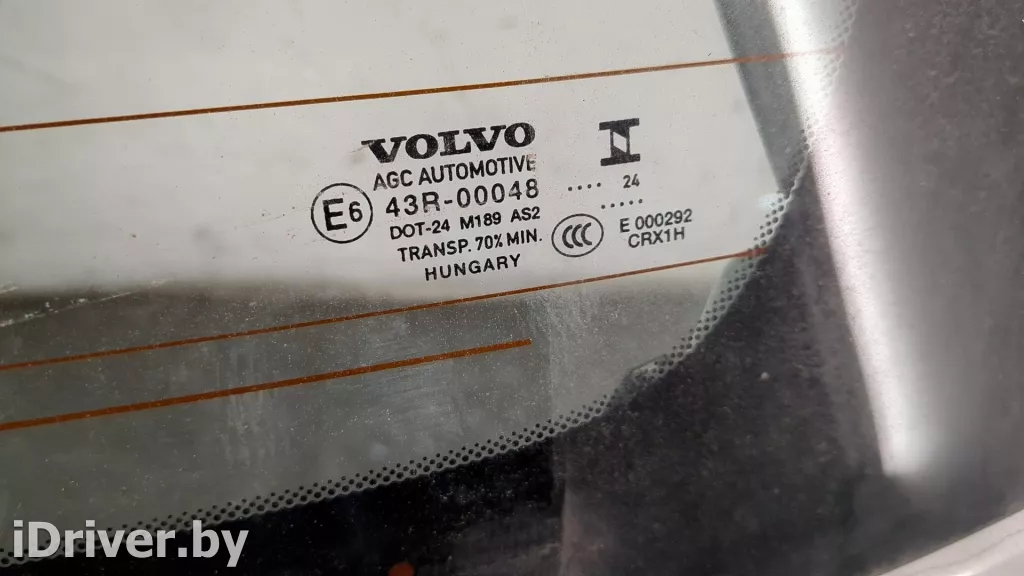 VOLVO
AGC AUTOMOTIVE
E6 43R-00048
DOT-24 M189 AS2
TRANSP. 70% MIN.
HUNGARY
.... 24
.....
CCC E 000292
CRX1H
iDriver.by